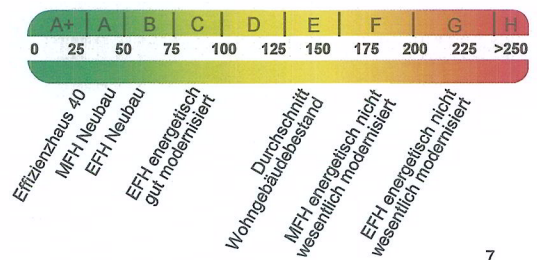 A+ A B C D E F G H
0 25 50 75 100 125 150 175 200 225 >250
Effizienzhaus 40
MFH Neubau
EFH Neubau
EFH energetisch
gut modernisiert
Durchschnitt
Wohngebäudebestand
MFH energetisch nicht
wesentlich modernisiert
EFH energetisch nicht
wesentlich modernisiert
7